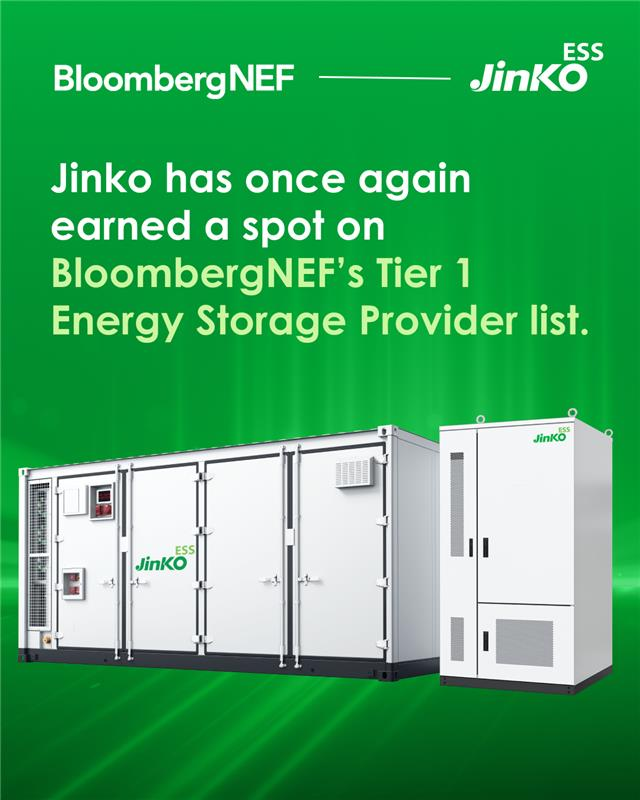 BloombergNEF
JinKO ESS
Jinko has once again
earned a spot on
BloombergNEF's Tier 1
Energy Storage Provider list.
JinKO ESS
JinKO ESS